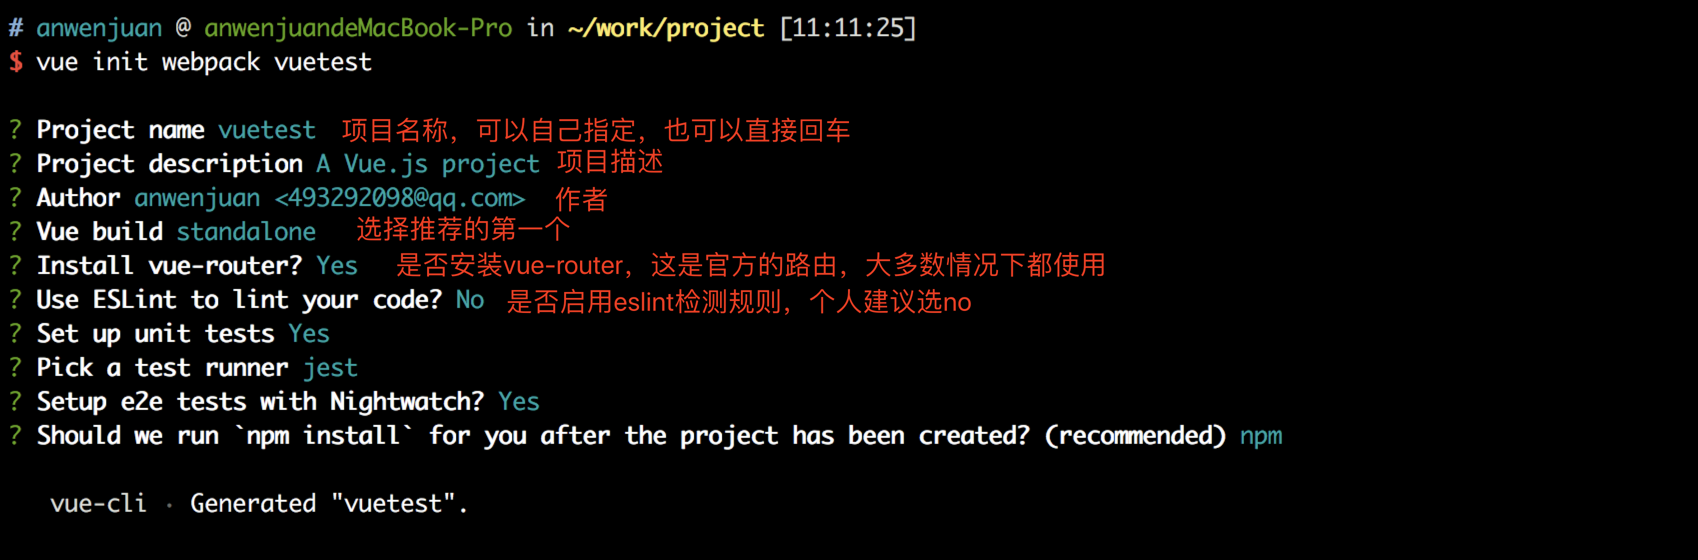 # anwenjuan @ anwenjuandeMacBook-Pro in ~/work/project [11:11:25]
$ vue init webpack vuetest
? Project name vuetest 项目名称，可以自己指定，也可以直接回车
? Project description A Vue.js project 项目描述
? Author anwenjuan <493292098@qq.com> 作者
? Vue build standalone 选择推荐的第一个
? Install vue-router? Yes 是否安装vue-router，这是官方的路由，大多数情况下都使用
? Use ESLint to lint your code? No 是否启用eslint检测规则，个人建议选no
? Set up unit tests Yes
? Pick a test runner jest
? Setup e2e tests with Nightwatch? Yes
? Should we run `npm install` for you after the project has been created? (recommended) npm
vue-cli · Generated "vuetest".